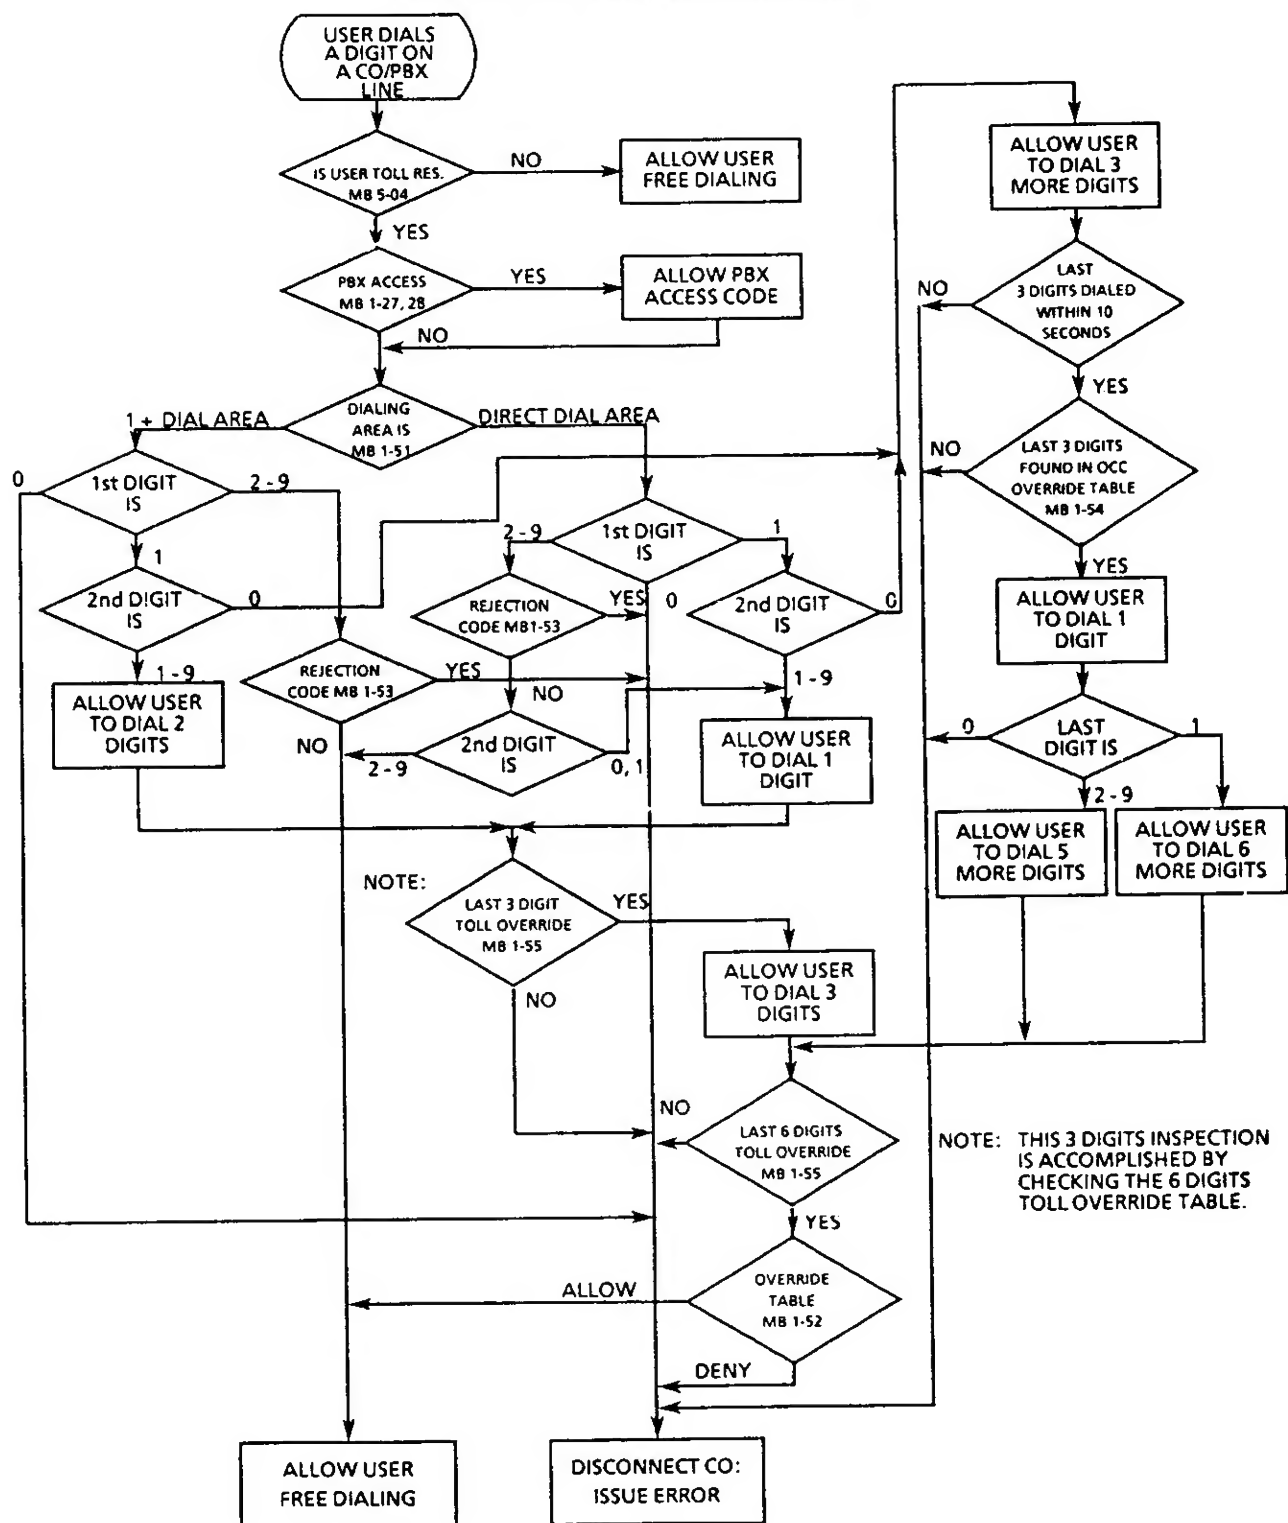 USER DIALS
A DIGIT ON
A CO/PBX
LINE
IS USER TOLL RES.
MB 5-04
NO
ALLOW USER
FREE DIALING
YES
PBX ACCESS
MB 1-27, 28
YES
ALLOW PBX
ACCESS CODE
NO
DIALING
AREA IS
MB 1-51
1 + DIAL AREA
DIRECT DIAL AREA
0
1st DIGIT
IS
2-9
1
2nd DIGIT
IS
0
1-9
ALLOW USER
TO DIAL 2
DIGITS
REJECTION
CODE MB 1-53
YES
NO
1st DIGIT
IS
2-9
1
0
REJECTION
CODE MB1-53
YES
NO
2nd DIGIT
IS
0
1-9
2nd DIGIT
IS
2-9
0, 1
ALLOW USER
TO DIAL 1
DIGIT
NOTE:
LAST 3 DIGIT
TOLL OVERRIDE
MB 1-55
YES
NO
ALLOW USER
TO DIAL 3
DIGITS
LAST 6 DIGITS
TOLL OVERRIDE
MB 1-55
NO
YES
OVERRIDE
TABLE
MB 1-52
ALLOW
DENY
ALLOW USER
TO DIAL 3
MORE DIGITS
LAST
3 DIGITS DIALED
WITHIN 10
SECONDS
NO
YES
LAST 3 DIGITS
FOUND IN OCC
OVERRIDE TABLE
MB 1-54
NO
YES
ALLOW USER
TO DIAL 1
DIGIT
LAST
DIGIT IS
0
1
2-9
ALLOW USER
TO DIAL 5
MORE DIGITS
ALLOW USER
TO DIAL 6
MORE DIGITS
NOTE: THIS 3 DIGITS INSPECTION
IS ACCOMPLISHED BY
CHECKING THE 6 DIGITS
TOLL OVERRIDE TABLE.
ALLOW USER
FREE DIALING
DISCONNECT CO:
ISSUE ERROR